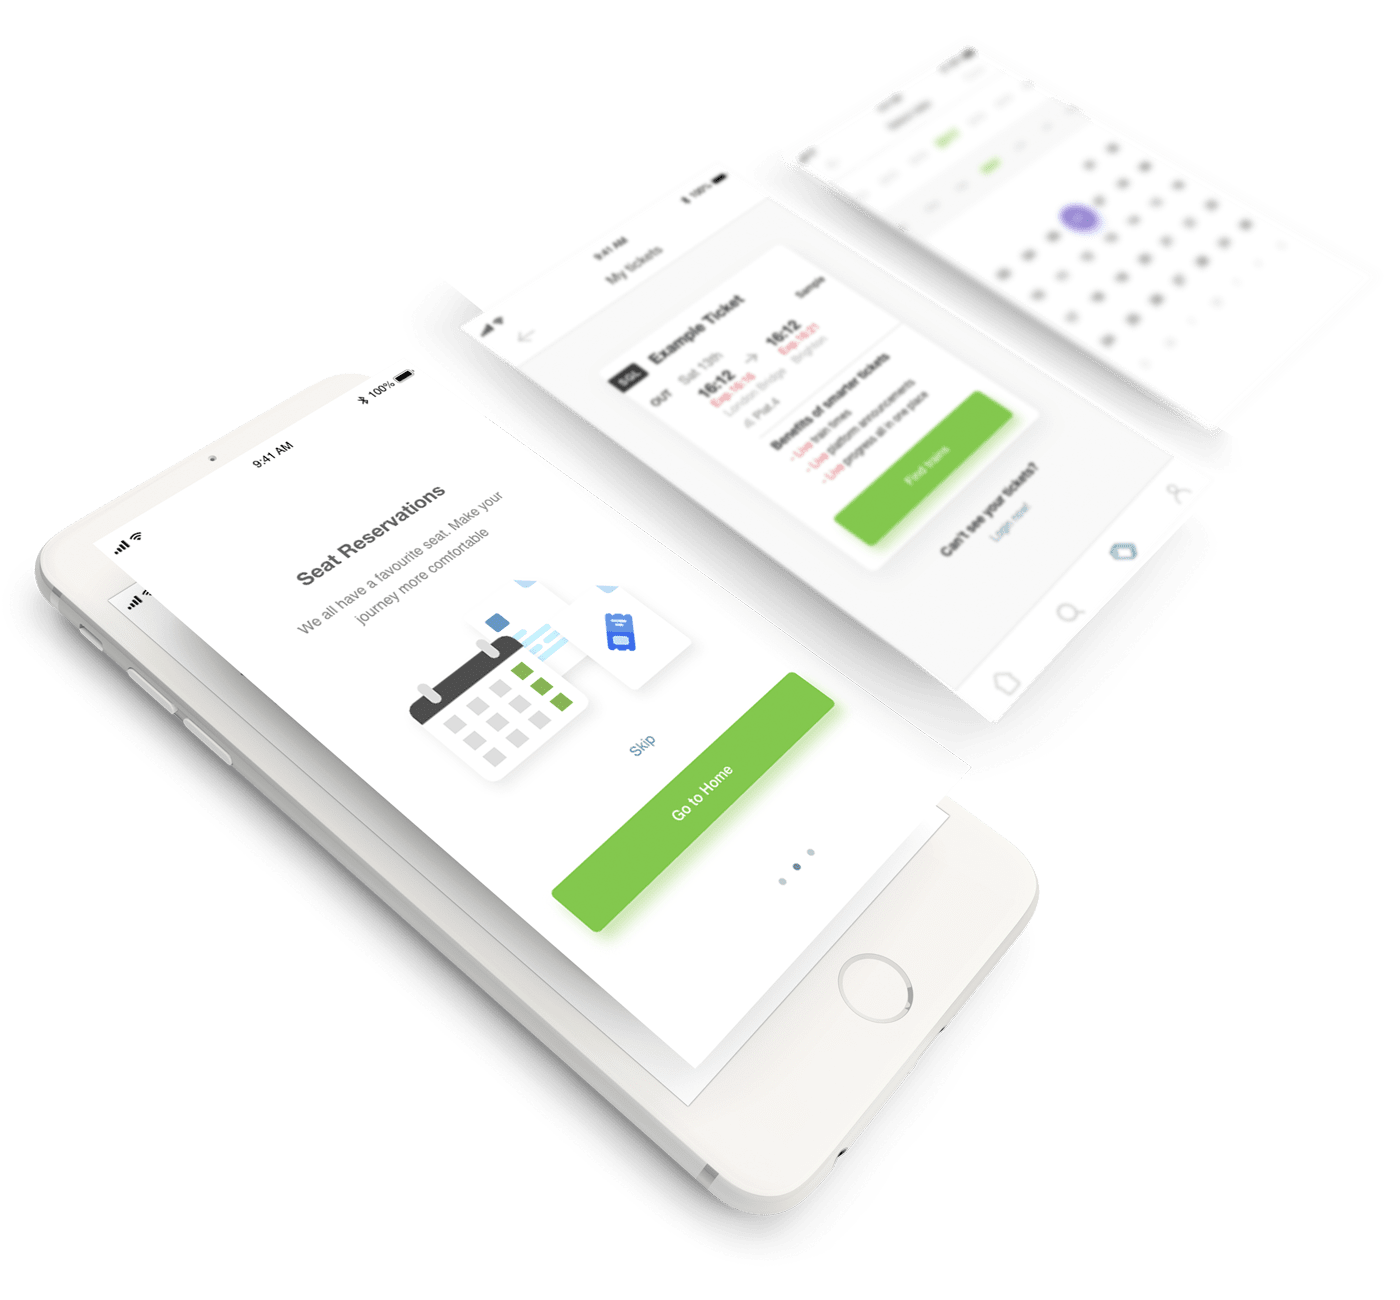 9:41 AM
100%
Seat Reservations
We all have a favourite seat. Make your
journey more comfortable
Skip
Go to Home
9:41 AM
100%
My tickets
SGL
Example Ticket
Sample
OUT
Sat 13th
16:12
→
16:12
Exp.16:16
Exp.16:21
London Bridge
Brighton
Plat.4
Benefits of smarter tickets
- Live train times
- Live platform announcements
- Live progress all in one place
Find trains
Can't see your tickets?
Login now!